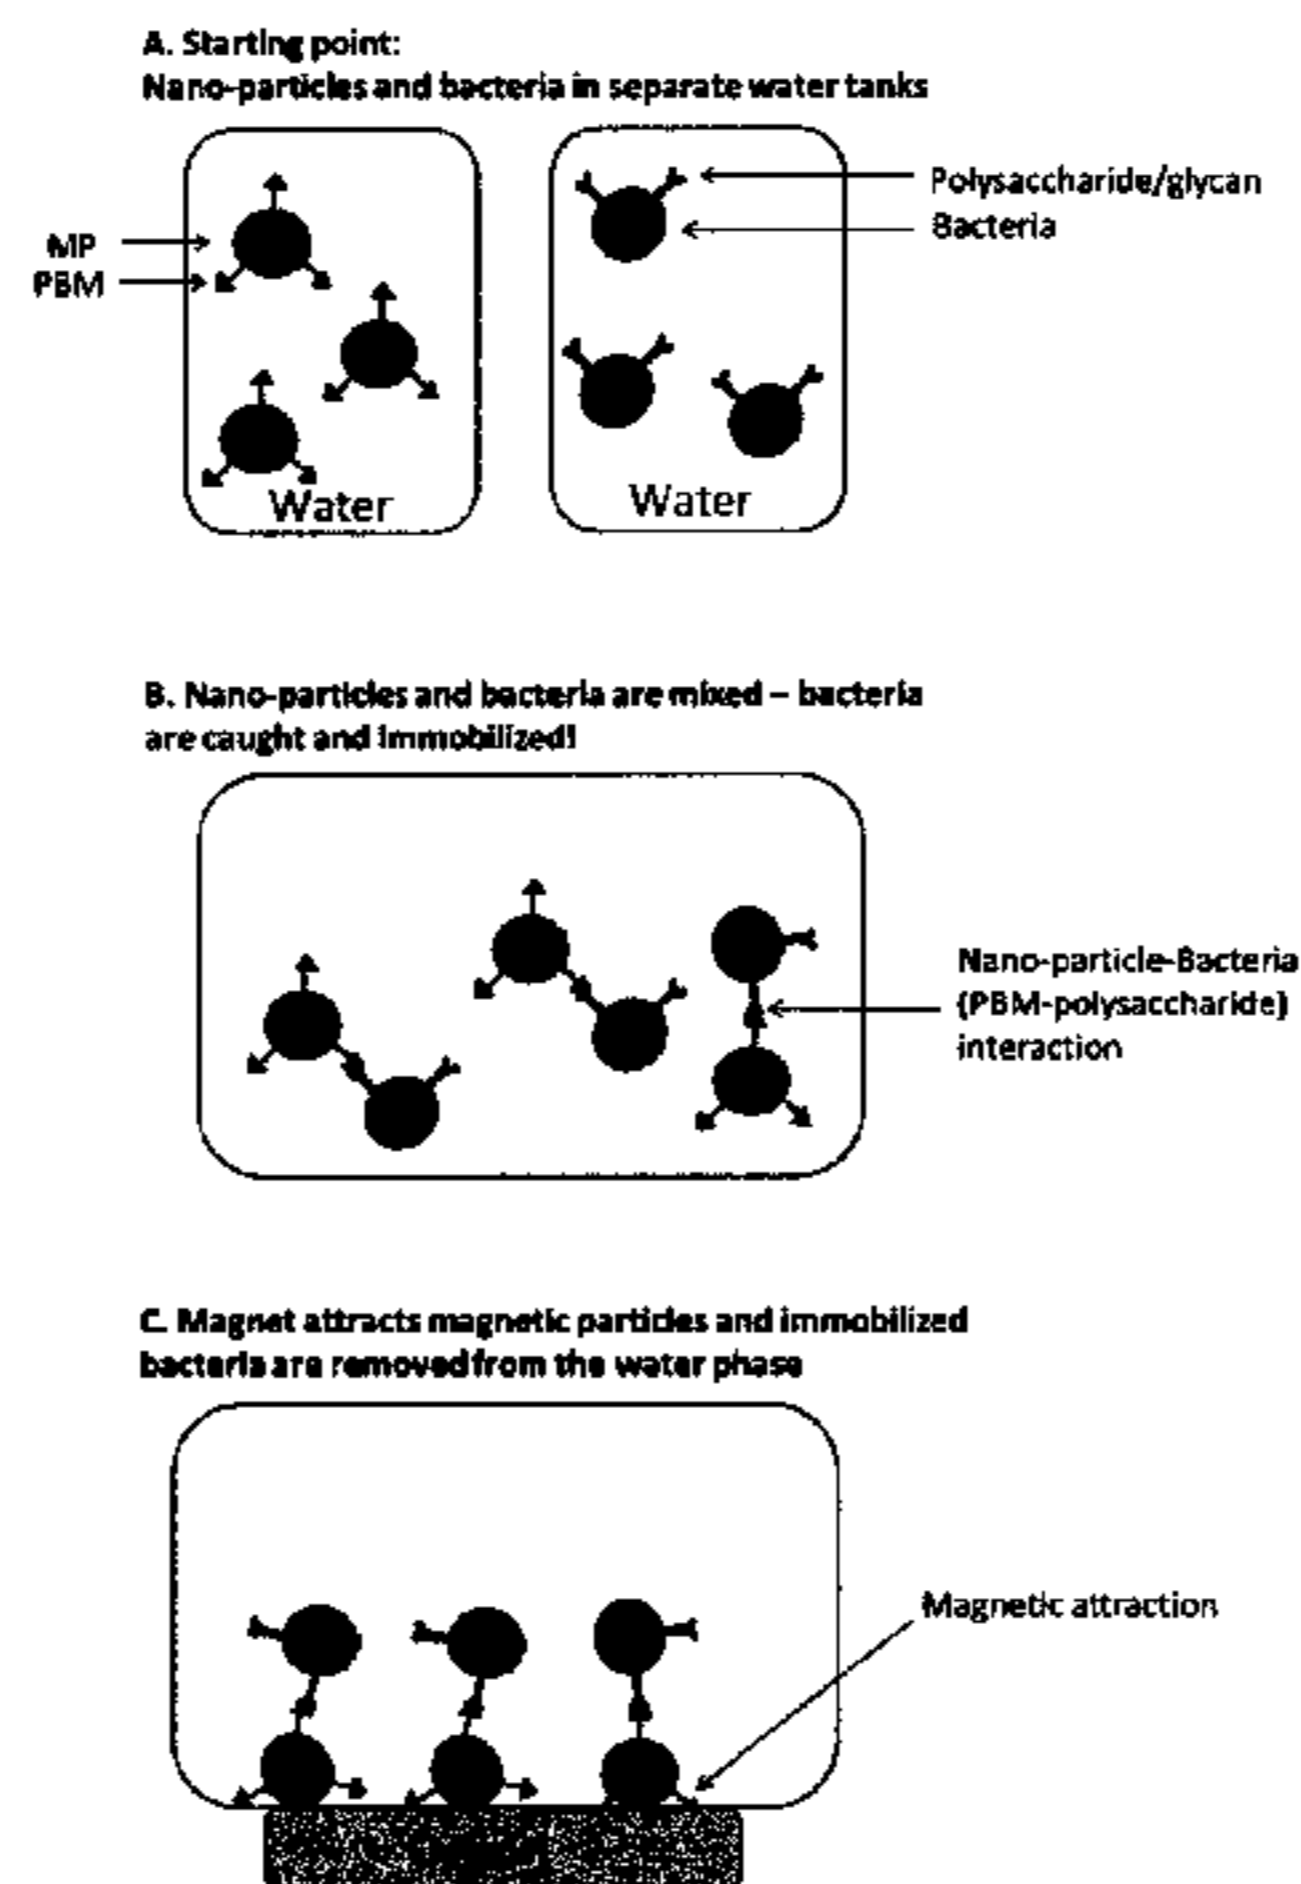 A. Starting point:
Nano-particles and bacteria in separate water tanks
MP
PBM
Polysaccharide/glycan
Bacteria
Water
Water
B. Nano-particles and bacteria are mixed – bacteria
are caught and immobilized!
Nano-particle-Bacteria
(PBM-polysaccharide)
interaction
C. Magnet attracts magnetic particles and immobilized
bacteria are removed from the water phase
Magnetic attraction